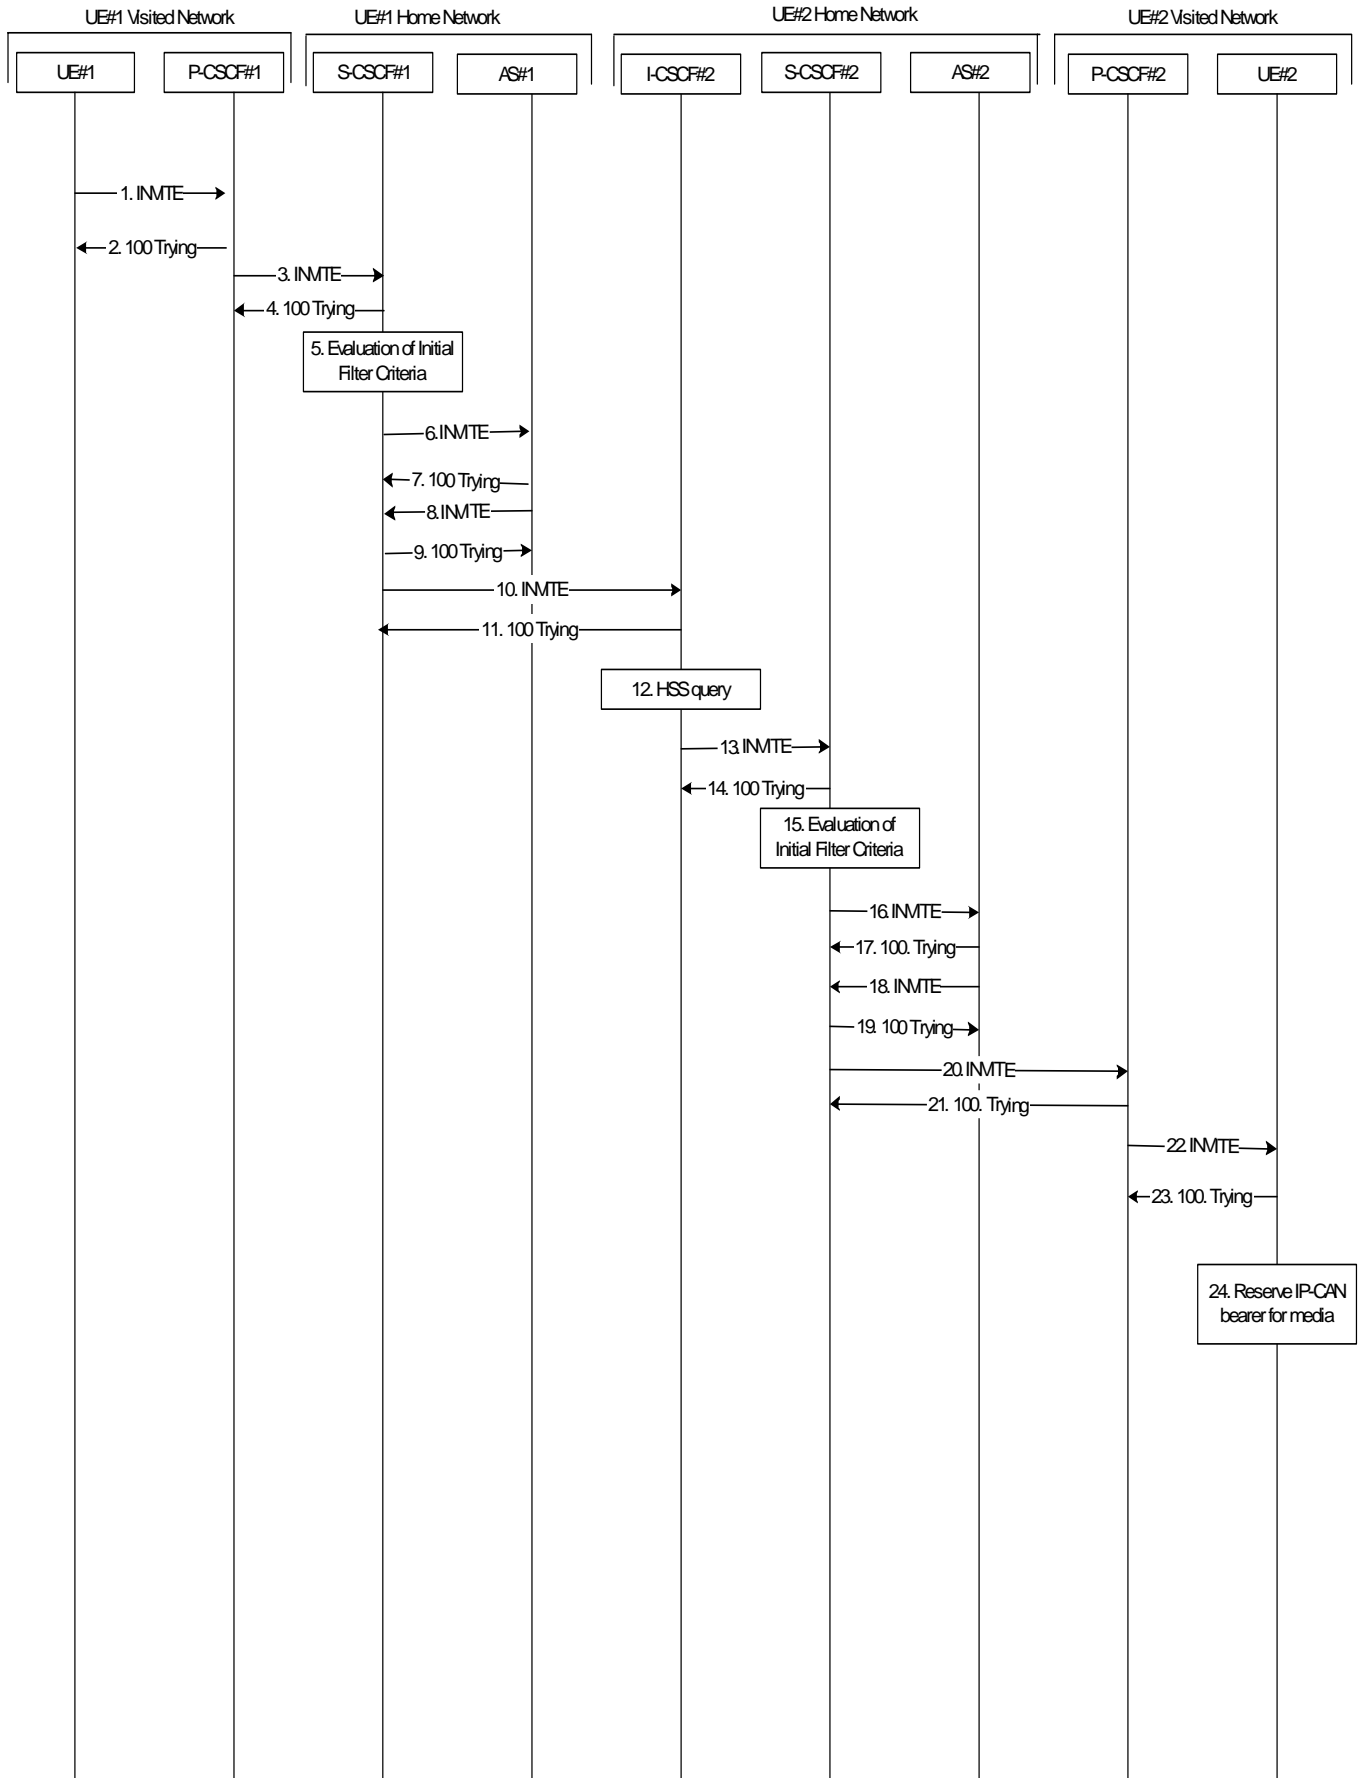 UE#1 Visited Network
UE#1 Home Network
UE#2 Home Network
UE#2 Visited Network
UE#1
P-CSCF#1
S-CSCF#1
AS#1
I-CSCF#2
S-CSCF#2
AS#2
P-CSCF#2
UE#2
1. INVITE
2. 100 Trying
3. INVITE
4. 100 Trying
5. Evaluation of Initial
Filter Criteria
6. INVITE
7. 100 Trying
8. INVITE
9. 100 Trying
10. INVITE
11. 100 Trying
12. HSS query
13. INVITE
14. 100 Trying
15. Evaluation of
Initial Filter Criteria
16. INVITE
17. 100. Trying
18. INVITE
19. 100 Trying
20. INVITE
21. 100. Trying
22. INVITE
23. 100. Trying
24. Reserve IP-CAN
bearer for media